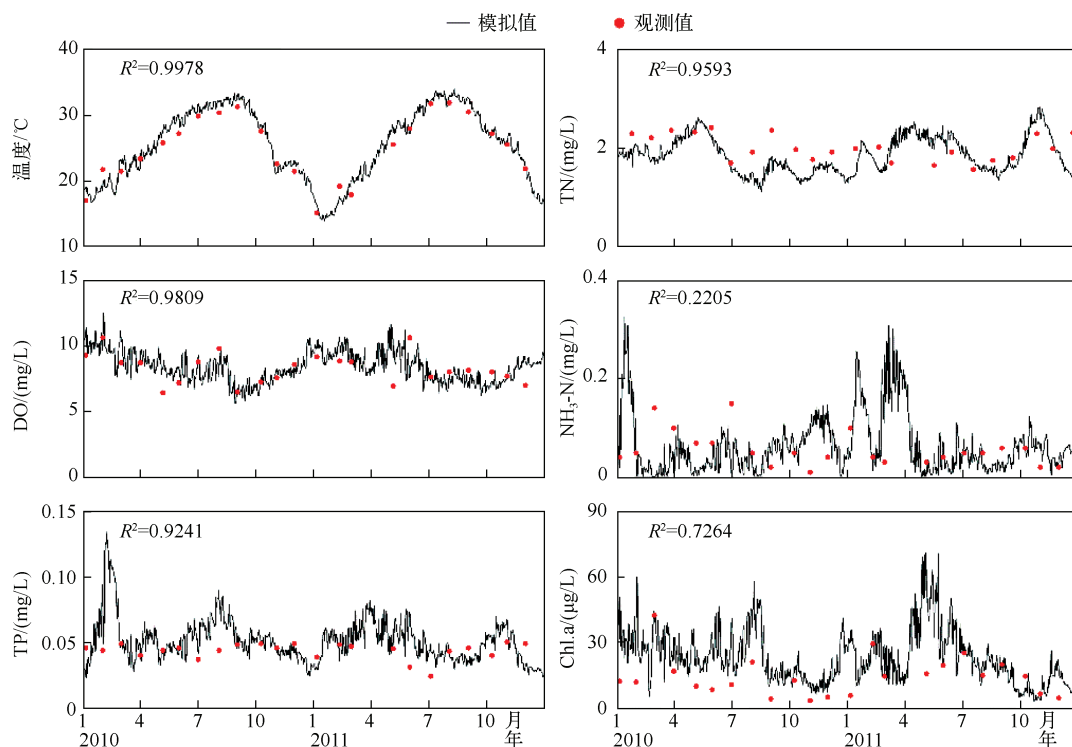 模拟值 观测值
R²=0.9978
40
30
20
10
温度/℃
R²=0.9593
4
2
0
TN/(mg/L)
R²=0.9809
15
10
5
0
DO/(mg/L)
R²=0.2205
0.4
0.2
0
NH₃-N/(mg/L)
R²=0.9241
0.15
0.10
0.05
0
TP/(mg/L)
1 4 7 10 1 4 7 10 月
2010 2011 年
R²=0.7264
90
60
30
0
Chl.a/(μg/L)
1 4 7 10 1 4 7 10 月
2010 2011 年